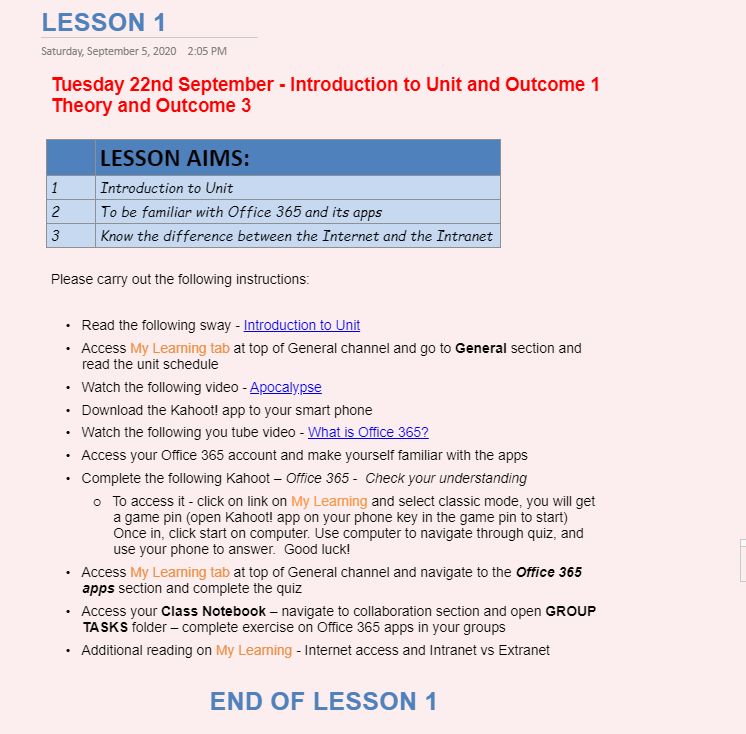 LESSON 1
Saturday, September 5, 2020 2:05 PM
Tuesday 22nd September - Introduction to Unit and Outcome 1
Theory and Outcome 3
LESSON AIMS:
1 Introduction to Unit
2 To be familiar with Office 365 and its apps
3 Know the difference between the Internet and the Intranet
Please carry out the following instructions:
• Read the following sway - Introduction to Unit
• Access My Learning tab at top of General channel and go to General section and
read the unit schedule
• Watch the following video - Apocalypse
• Download the Kahoot! app to your smart phone
• Watch the following you tube video - What is Office 365?
• Access your Office 365 account and make yourself familiar with the apps
• Complete the following Kahoot – Office 365 - Check your understanding
o To access it - click on link on My Learning and select classic mode, you will get
a game pin (open Kahoot! app on your phone key in the game pin to start)
Once in, click start on computer. Use computer to navigate through quiz, and
use your phone to answer. Good luck!
• Access My Learning tab at top of General channel and navigate to the Office 365
apps section and complete the quiz
• Access your Class Notebook – navigate to collaboration section and open GROUP
TASKS folder – complete exercise on Office 365 apps in your groups
• Additional reading on My Learning - Internet access and Intranet vs Extranet
END OF LESSON 1